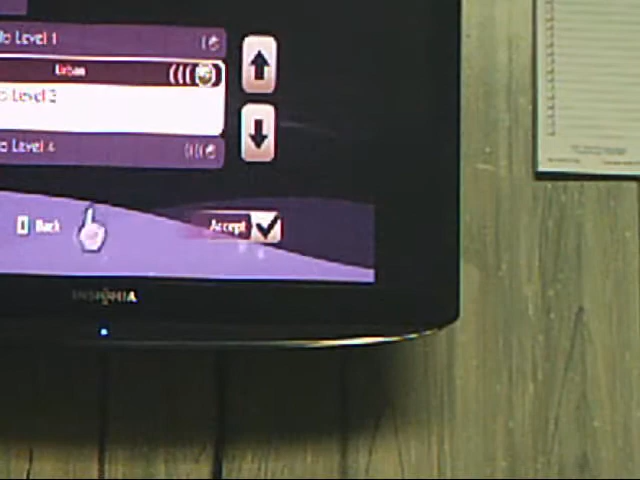 Level 1
Urban
Level 2
Level 4
Back
Accept
INSIGNIA